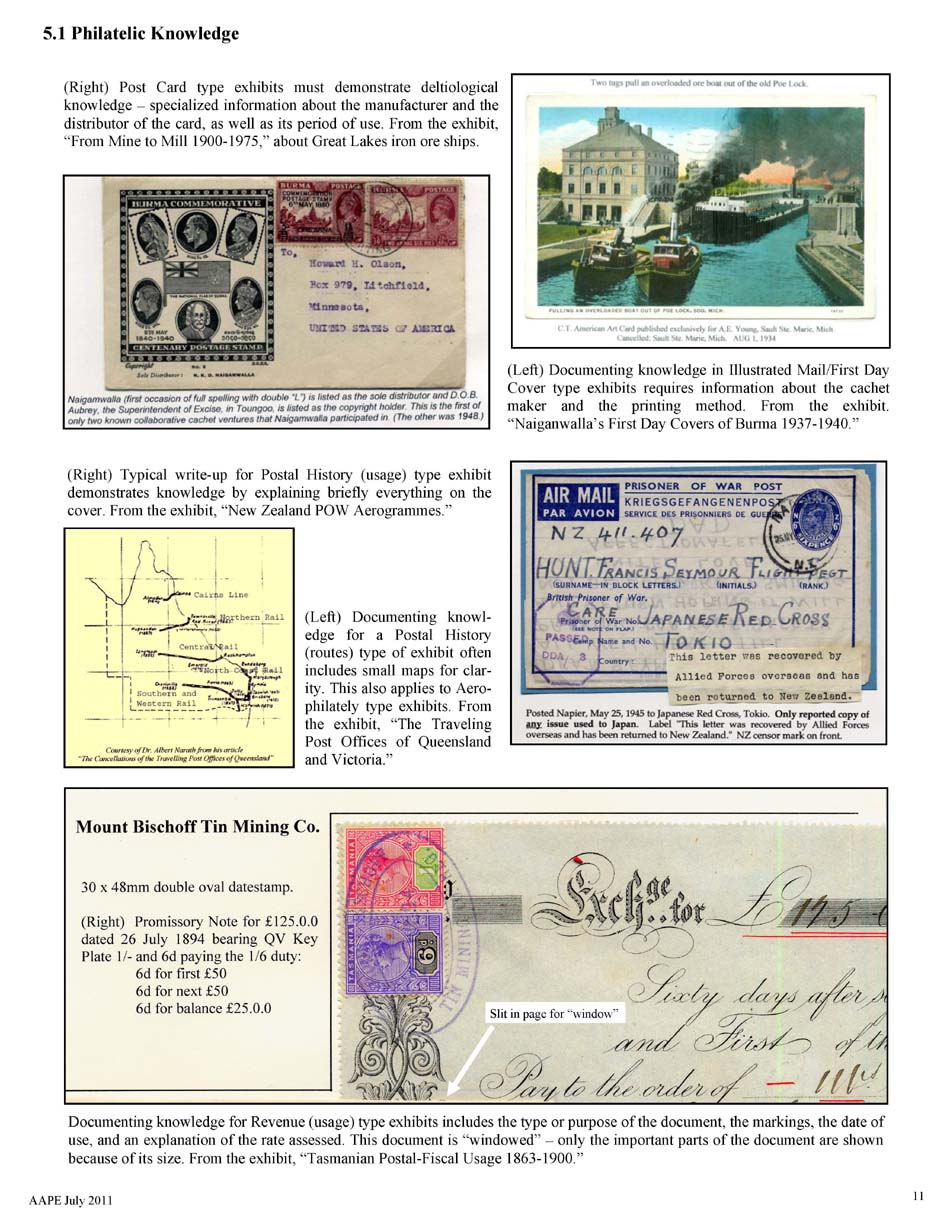 5.1 Philatelic Knowledge
(Right) Post Card type exhibits must demonstrate deltiological
knowledge – specialized information about the manufacturer and the
distributor of the card, as well as its period of use. From the exhibit,
“From Mine to Mill 1900-1975,” about Great Lakes iron ore ships.
Two tugs pull an overloaded ore boat out of the old Poe Lock.
PULLING AN OVERLOADED BOAT OUT OF POE LOCK, SOO, MICH.
C.T. American Art Card published exclusively for A.E. Young, Sault Ste. Marie, Mich.
Cancelled: Sault Ste. Marie, Mich. AUG 1, 1934
BURMA COMMEMORATIVE
THE NATIONAL FLAG OF BURMA
6TH MAY
1840-1940
CENTENARY POSTAGE STAMP
Copyright
No. 2
D.O.B.
Sole Distributor: N. K. D. NAIGAMWALLA
BURMA POSTAGE
COMMEMORATION
POSTAGE STAMP
6TH MAY 1840
ONE ANNA
BURMA POSTAGE
To,
Howard H. Olson,
Box 979, Litchfield,
Minnesota,
UNITED STATES OF AMERICA
Naigamwalla (first occasion of full spelling with double “L”) is listed as the sole distributor and D.O.B.
Aubrey, the Superintendent of Excise, in Toungoo, is listed as the copyright holder. This is the first of
only two known collaborative cachet ventures that Naigamwalla participated in. (The other was 1948.)
(Left) Documenting knowledge in Illustrated Mail/First Day
Cover type exhibits requires information about the cachet
maker and the printing method. From the exhibit.
“Naiganwalla’s First Day Covers of Burma 1937-1940.”
(Right) Typical write-up for Postal History (usage) type exhibit
demonstrates knowledge by explaining briefly everything on the
cover. From the exhibit, “New Zealand POW Aerogrammes.”
AIR MAIL
PAR AVION
PRISONER OF WAR POST
KRIEGSGEFANGENENPOST
SERVICE DES PRISONNIERS DE GUERRE
SIXPENCE
NZ 411.407
HUNT. FRANCIS SEYMOUR FLIGHT SEGT
(SURNAME—IN BLOCK LETTERS.) (INITIALS.) (RANK.)
British Prisoner of War.
CARE
Prisoner of War No. JAPANESE RED CROSS
(SEE NOTE ON FLAP.)
PASSED
Camp Name and No. TOKIO
DDA. 3
Country:
This letter was recovered by
Allied Forces overseas and has
been returned to New Zealand.
Posted Napier, May 25, 1945 to Japanese Red Cross, Tokio. Only reported copy of
any issue used to Japan. Label "This letter was recovered by Allied Forces
overseas and has been returned to New Zealand." NZ censor mark on front.
Cairns Line
Northern Rail
Central Rail
Rockhampton
North Coast Rail
Southern and
Western Rail
Courtesy of Dr. Albert Narath from his article
“The Cancellations of the Travelling Post Offices of Queensland”
(Left) Documenting knowl-
edge for a Postal History
(routes) type of exhibit often
includes small maps for clar-
ity. This also applies to Aero-
philately type exhibits. From
the exhibit, “The Traveling
Post Offices of Queensland
and Victoria.”
Mount Bischoff Tin Mining Co.
30 x 48mm double oval datestamp.
(Right) Promissory Note for £125.0.0
dated 26 July 1894 bearing QV Key
Plate 1/- and 6d paying the 1/6 duty:
6d for first £50
6d for next £50
6d for balance £25.0.0
TASMANIA
TASMANIA
6d
TIN MINING
Exchge. for £ 125-0
Sixty days after
and First of th
Pay to the order of
Slit in page for “window”
Documenting knowledge for Revenue (usage) type exhibits includes the type or purpose of the document, the markings, the date of
use, and an explanation of the rate assessed. This document is “windowed” – only the important parts of the document are shown
because of its size. From the exhibit, “Tasmanian Postal-Fiscal Usage 1863-1900.”
AAPE July 2011
11